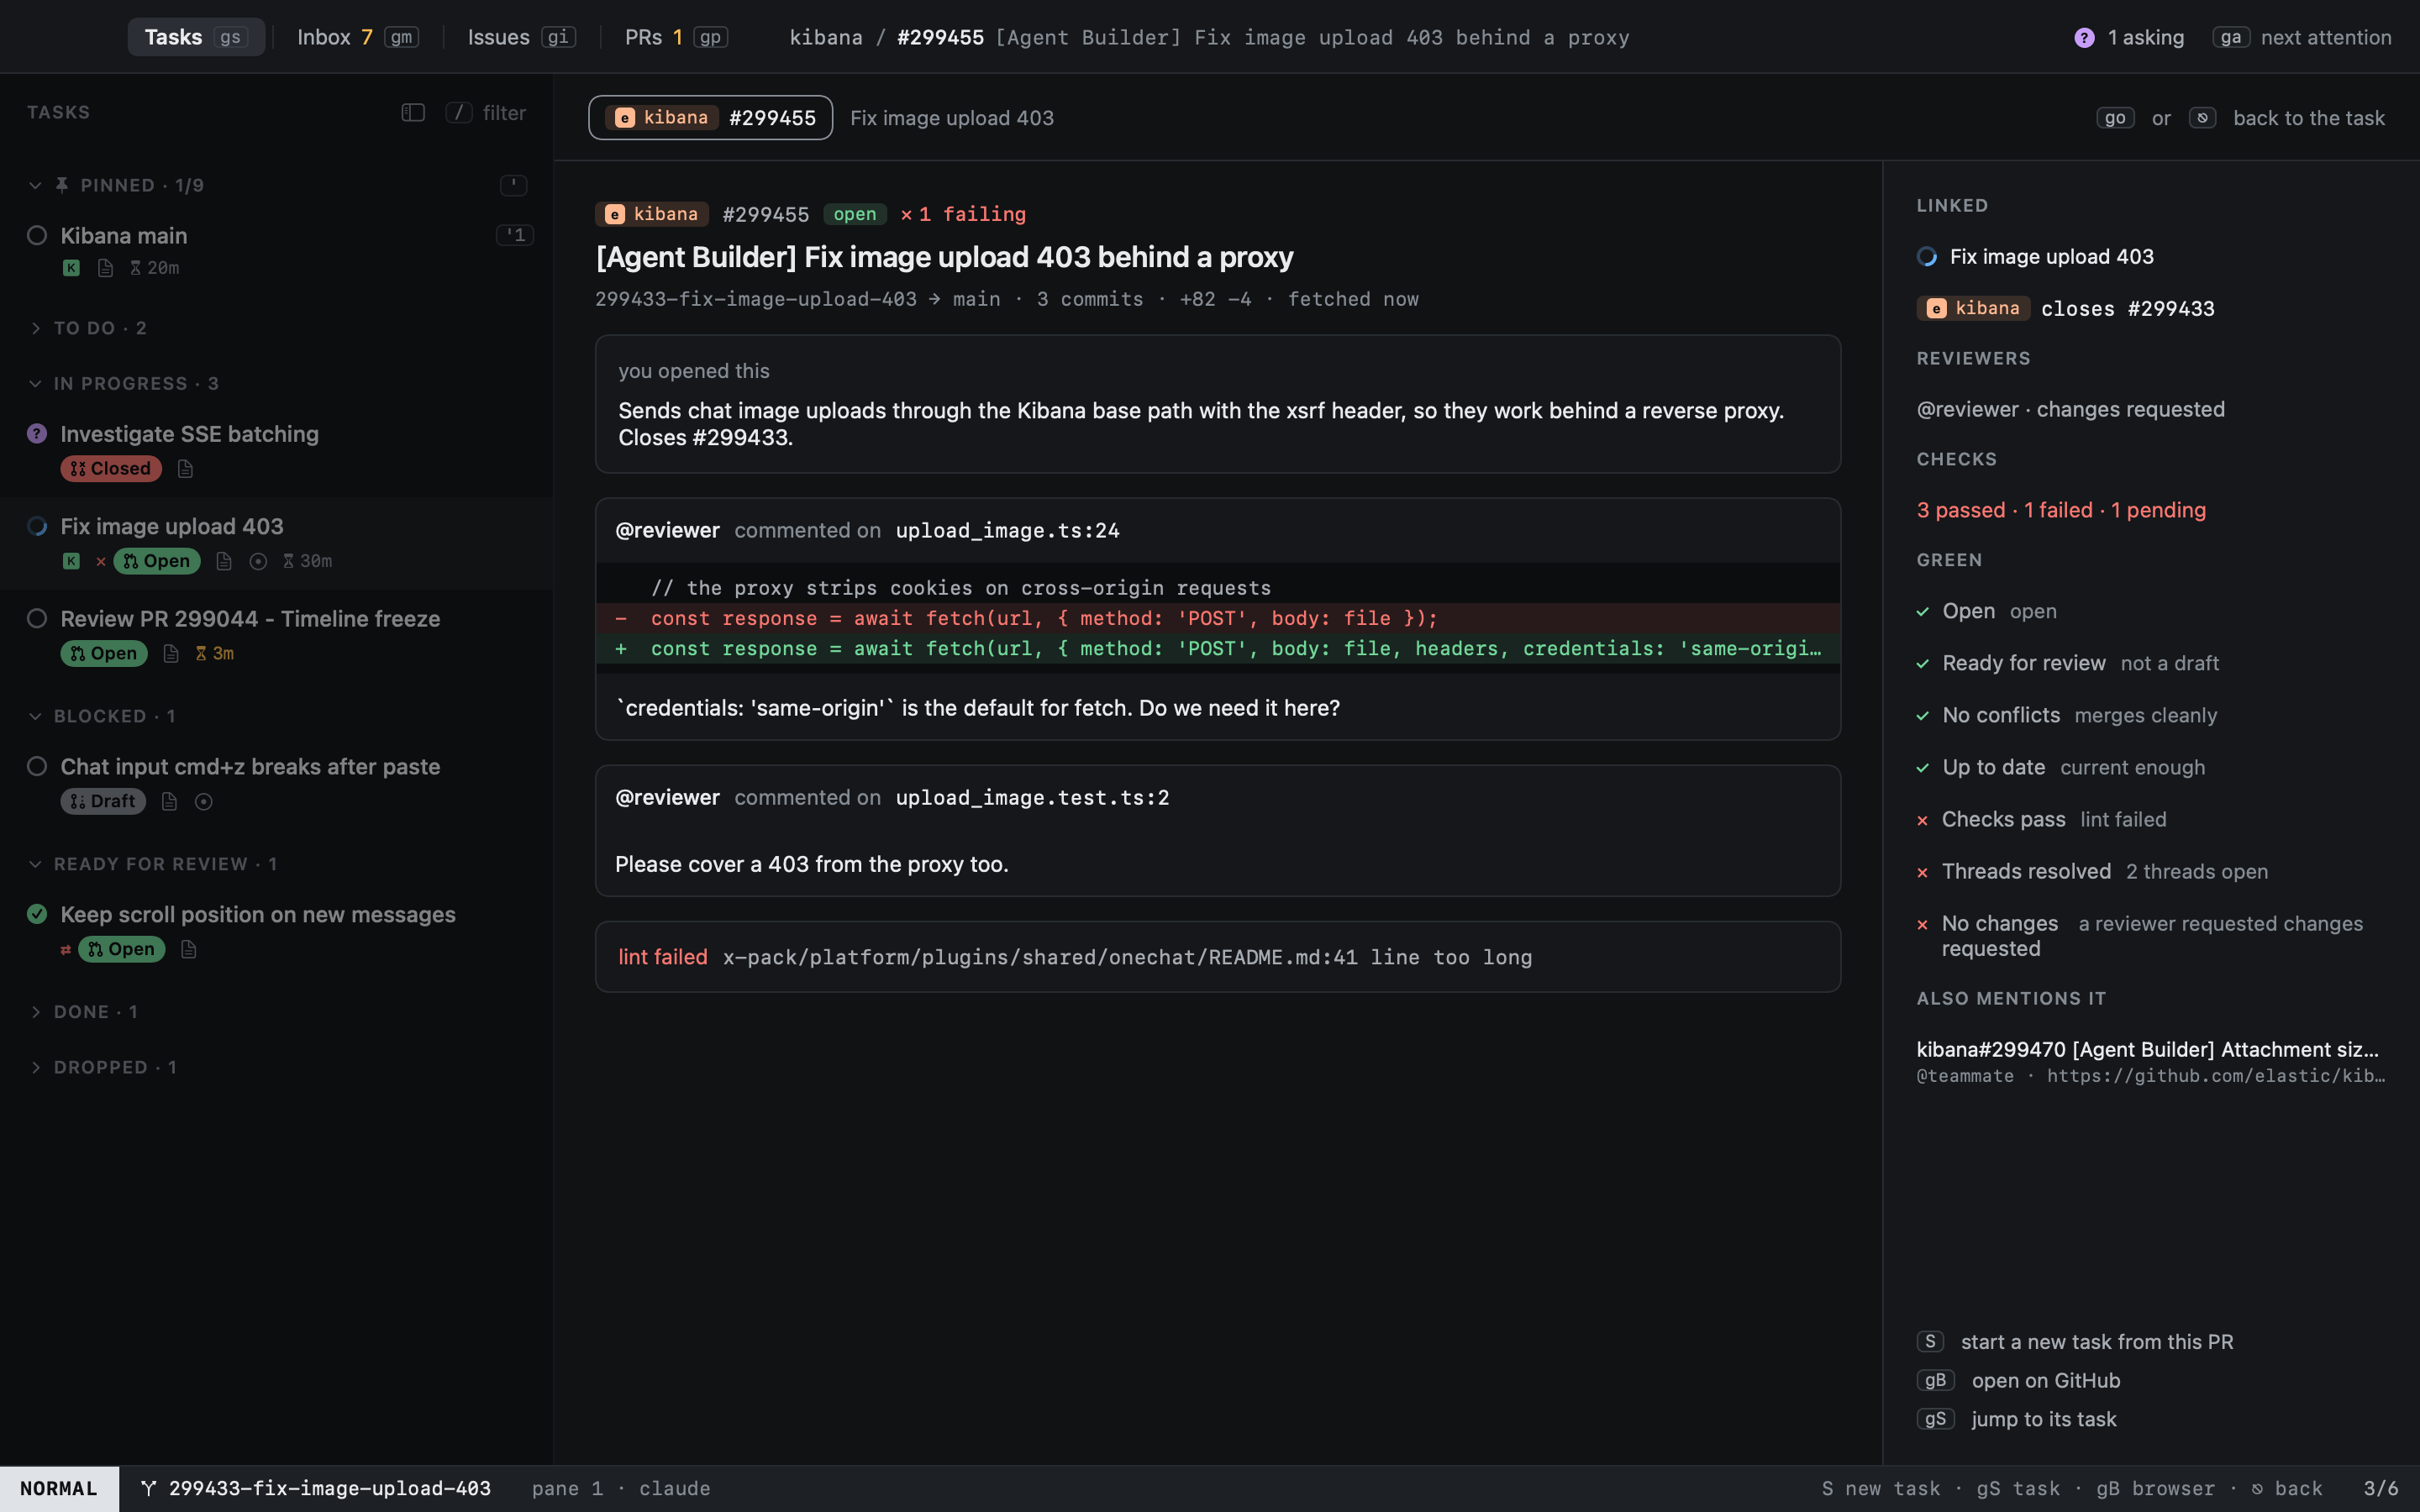 Tasks gs Inbox 7 gm Issues gi PRs 1 gp kibana / #299455 [Agent Builder] Fix image upload 403 behind a proxy ? 1 asking ga next attention
TASKS / filter
PINNED · 1/9 '
Kibana main '1
K 20m
TO DO · 2
IN PROGRESS · 3
? Investigate SSE batching
Closed
Fix image upload 403
K × Open 30m
Review PR 299044 - Timeline freeze
Open 3m
BLOCKED · 1
Chat input cmd+z breaks after paste
Draft
READY FOR REVIEW · 1
Keep scroll position on new messages
Open
DONE · 1
DROPPED · 1
e kibana #299455 Fix image upload 403 go or back to the task
e kibana #299455 open × 1 failing
[Agent Builder] Fix image upload 403 behind a proxy
299433-fix-image-upload-403 → main · 3 commits · +82 -4 · fetched now
you opened this
Sends chat image uploads through the Kibana base path with the xsrf header, so they work behind a reverse proxy.
Closes #299433.
@reviewer commented on upload_image.ts:24
// the proxy strips cookies on cross-origin requests
- const response = await fetch(url, { method: 'POST', body: file });
+ const response = await fetch(url, { method: 'POST', body: file, headers, credentials: 'same-origi…
`credentials: 'same-origin'` is the default for fetch. Do we need it here?
@reviewer commented on upload_image.test.ts:2
Please cover a 403 from the proxy too.
lint failed x-pack/platform/plugins/shared/onechat/README.md:41 line too long
LINKED
Fix image upload 403
e kibana closes #299433
REVIEWERS
@reviewer · changes requested
CHECKS
3 passed · 1 failed · 1 pending
GREEN
✓ Open open
✓ Ready for review not a draft
✓ No conflicts merges cleanly
✓ Up to date current enough
× Checks pass lint failed
× Threads resolved 2 threads open
× No changes a reviewer requested changes
requested
ALSO MENTIONS IT
kibana#299470 [Agent Builder] Attachment siz…
@teammate · https://github.com/elastic/kib…
S start a new task from this PR
gB open on GitHub
gS jump to its task
NORMAL 299433-fix-image-upload-403 pane 1 · claude S new task · gS task · gB browser · ⎋ back 3/6